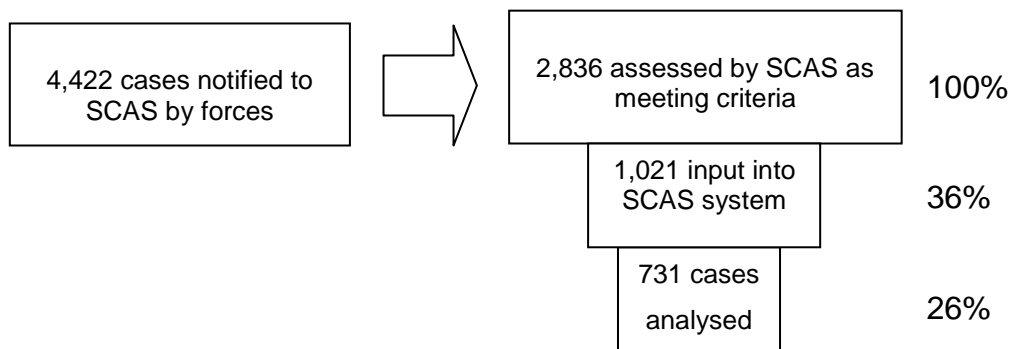 4,422 cases notified to
SCAS by forces
2,836 assessed by SCAS as
meeting criteria
100%
1,021 input into
SCAS system
36%
731 cases
analysed
26%